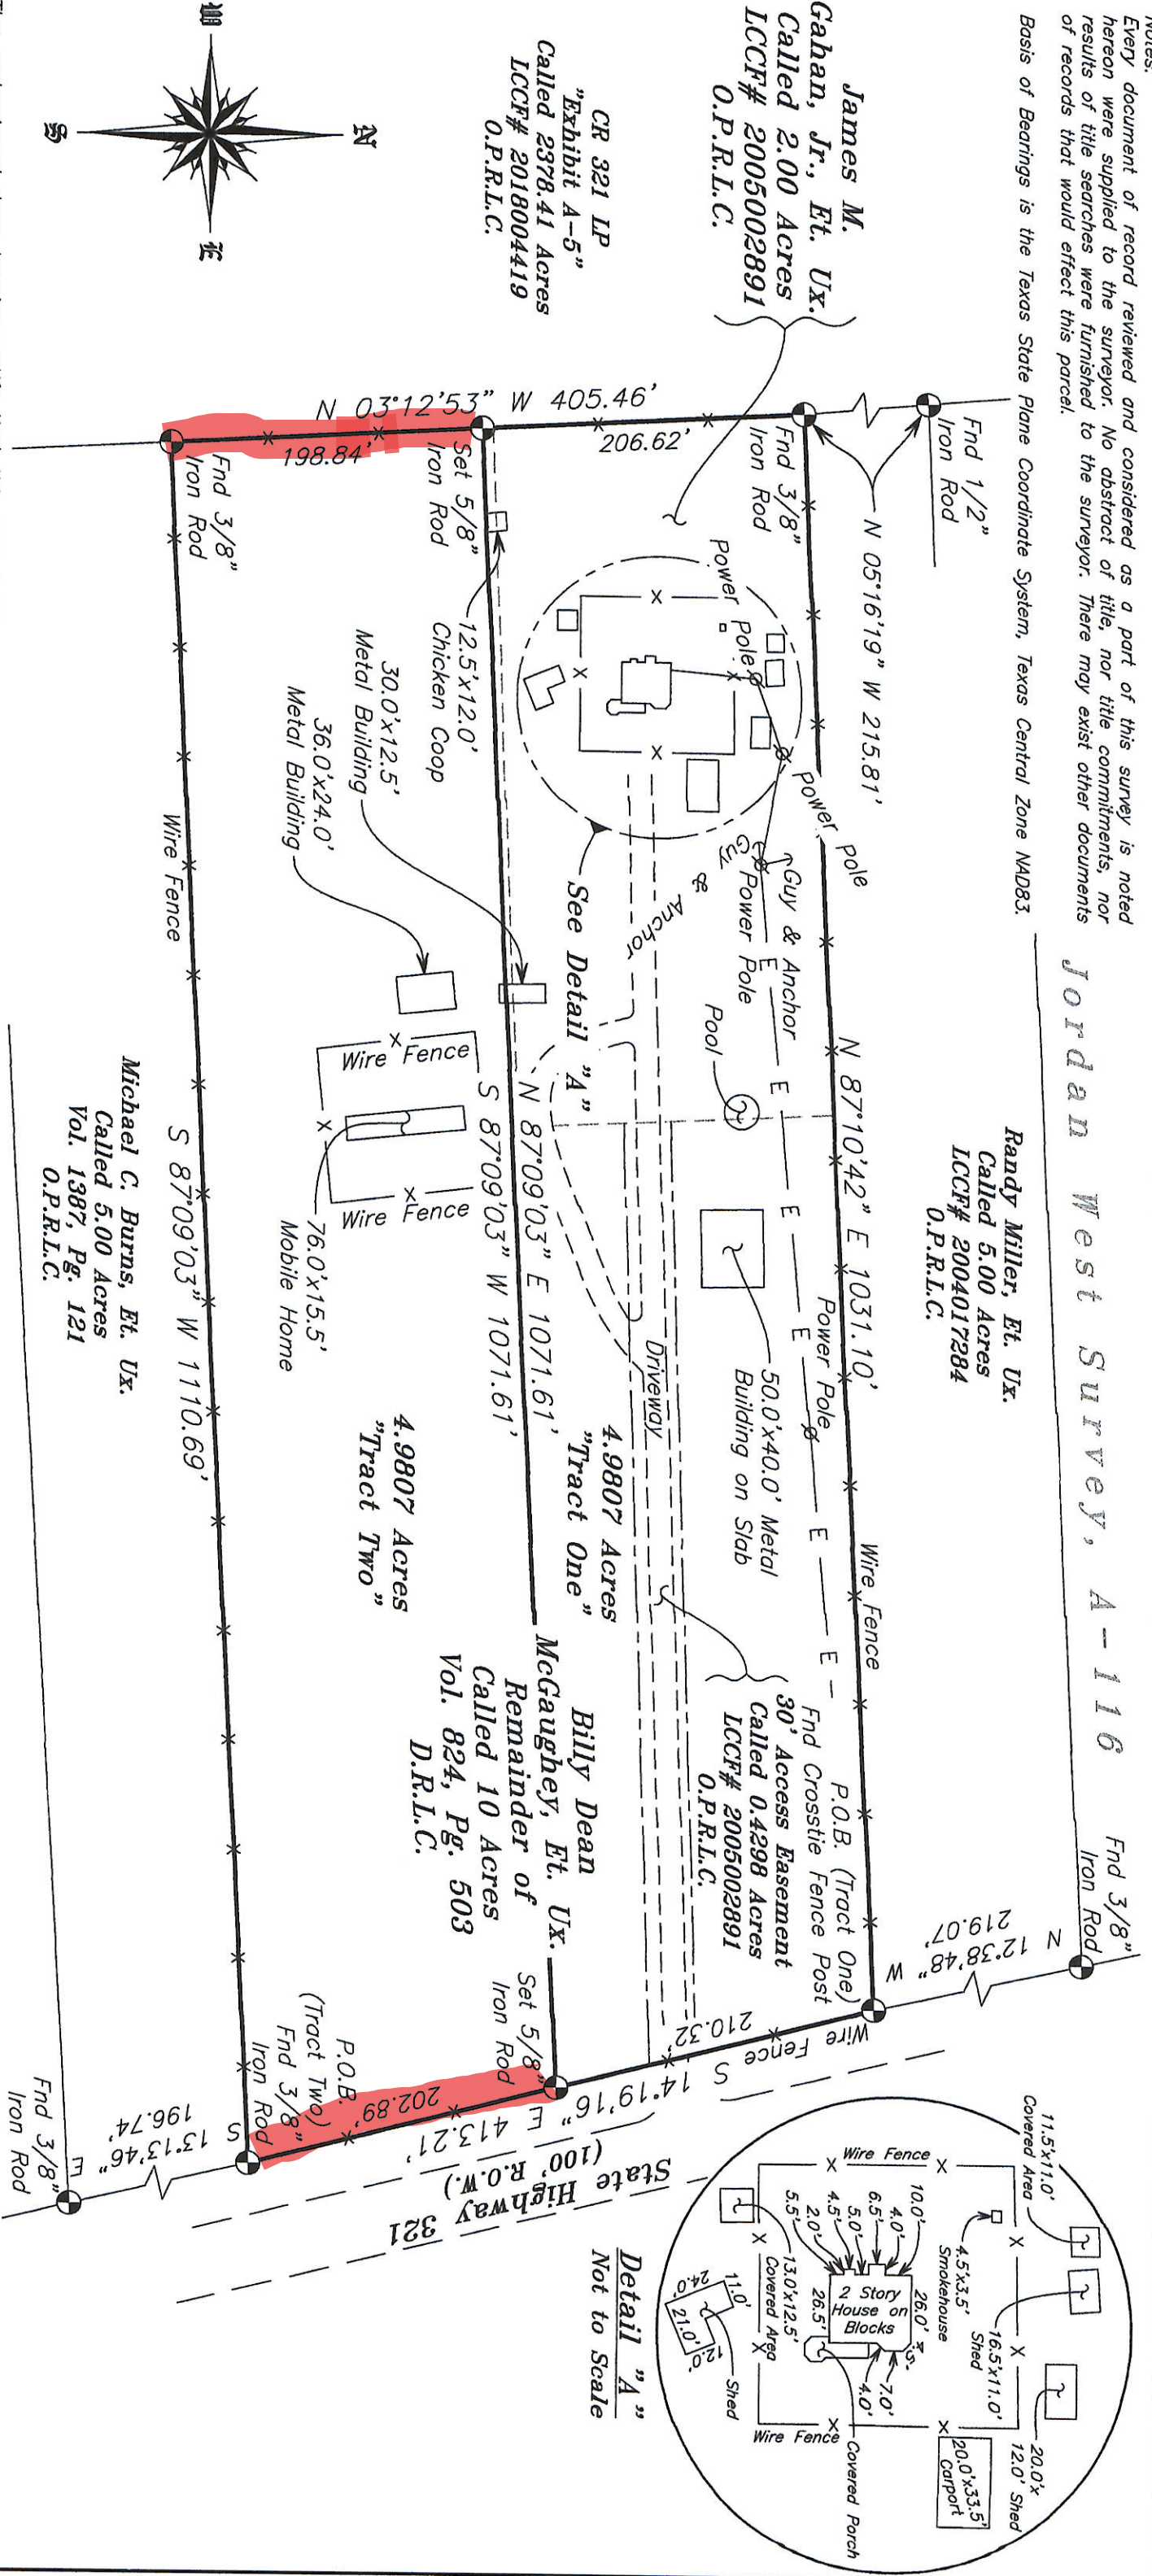 Notes:
Every document of record reviewed and considered as a part of this survey is noted
hereon were supplied to the surveyor. No abstract of title, nor title commitments, nor
results of title searches were furnished to the surveyor. There may exist other documents
of records that would effect this parcel.
Basis of Bearings is the Texas State Plane Coordinate System, Texas Central Zone NAD83.
Jordan West Survey, A-116
James M.
Gahan, Jr., Et. Ux.
Called 2.00 Acres
LCCF# 2005002891
O.P.R.L.C.
CR 321 LP
"Exhibit A-5"
Called 2378.41 Acres
LCCF# 2018004419
O.P.R.L.C.
N
W
E
S
Fnd 1/2"
Iron Rod
N 05°16'19" W 215.81'
Fnd 3/8"
Iron Rod
N 03°12'53" W 405.46'
206.62'
198.84'
Set 5/8"
Iron Rod
Fnd 3/8"
Iron Rod
Randy Miller, Et. Ux.
Called 5.00 Acres
LCCF# 2004017284
O.P.R.L.C.
N 87°10'42" E 1031.10'
Wire Fence
Power pole
Power pole
Guy & Anchor
Guy & Anchor
Power Pole
E
E
E
E
E
E
Power Pole
Pool
See Detail "A"
50.0'x40.0' Metal
Building on Slab
Driveway
12.5'x12.0'
Chicken Coop
30.0'x12.5'
Metal Building
36.0'x24.0'
Metal Building
Wire Fence
Wire Fence
76.0'x15.5'
Mobile Home
N 87°09'03" E 1071.61'
S 87°09'03" W 1071.61'
4.9807 Acres
"Tract One"
4.9807 Acres
"Tract Two"
Billy Dean
McGaughey, Et. Ux.
Remainder of
Called 10 Acres
Vol. 824, Pg. 503
D.R.L.C.
30' Access Easement
Called 0.4298 Acres
LCCF# 2005002891
O.P.R.L.C.
P.O.B. (Tract One)
Fnd Crosstie Fence Post
Fnd 3/8"
Iron Rod
N 12°38'48" W
219.07'
Wire Fence
210.32'
S 14°19'16" E 413.21'
202.89'
Set 5/8"
Iron Rod
P.O.B.
(Tract Two)
Fnd 3/8"
Iron Rod
State Highway 321
(100' R.O.W.)
S 13°13'46" E
196.74'
Fnd 3/8"
Iron Rod
Wire Fence
S 87°09'03" W 1110.69'
Michael C. Burns, Et. Ux.
Called 5.00 Acres
Vol. 1387, Pg. 121
O.P.R.L.C.
11.5'x11.0'
Covered Area
Wire Fence
4.5'x3.5'
Smokehouse
16.5'x11.0'
Shed
20.0'x
12.0' Shed
20.0'x33.5'
Carport
10.0'
4.0'
6.5'
5.0'
4.5'
2.0'
5.5'
26.0'
2 Story
House on
Blocks
26.5'
7.0'
4.0'
13.0'x12.5'
Covered Area
Covered Porch
11.0'
24.0'
21.0'
12.0'
Shed
Wire Fence
Detail "A"
Not to Scale